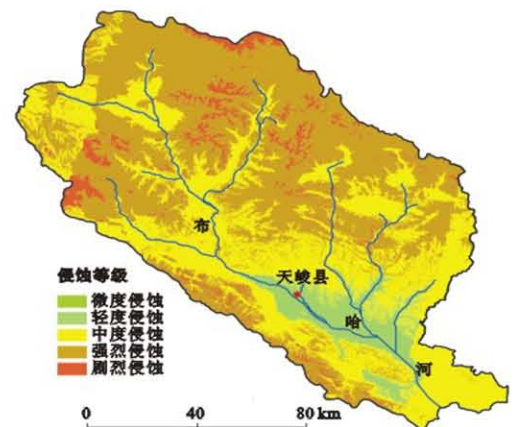 布
天峻县
哈
河
侵蚀等级
微度侵蚀
轻度侵蚀
中度侵蚀
强烈侵蚀
剧烈侵蚀
0 40 80 km